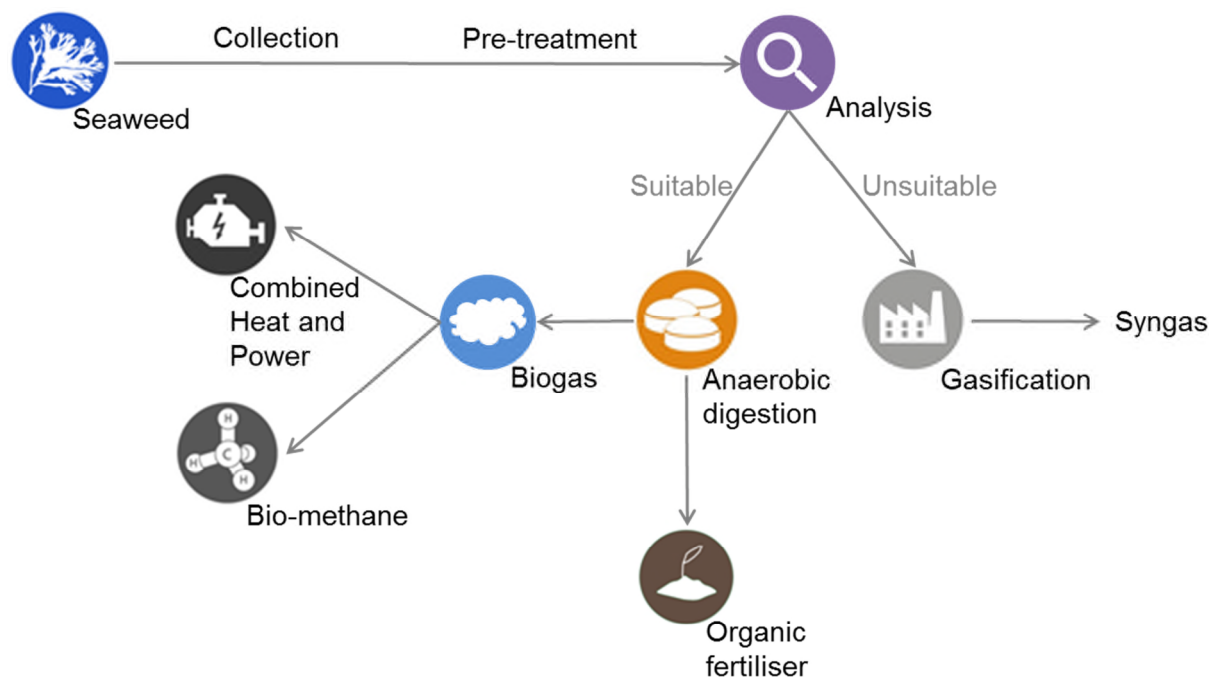 Collection
Pre-treatment
Seaweed
Analysis
Suitable
Unsuitable
Combined
Heat and
Power
Biogas
Anaerobic
digestion
Gasification
Syngas
H
C
H
H
Bio-methane
Organic
fertiliser